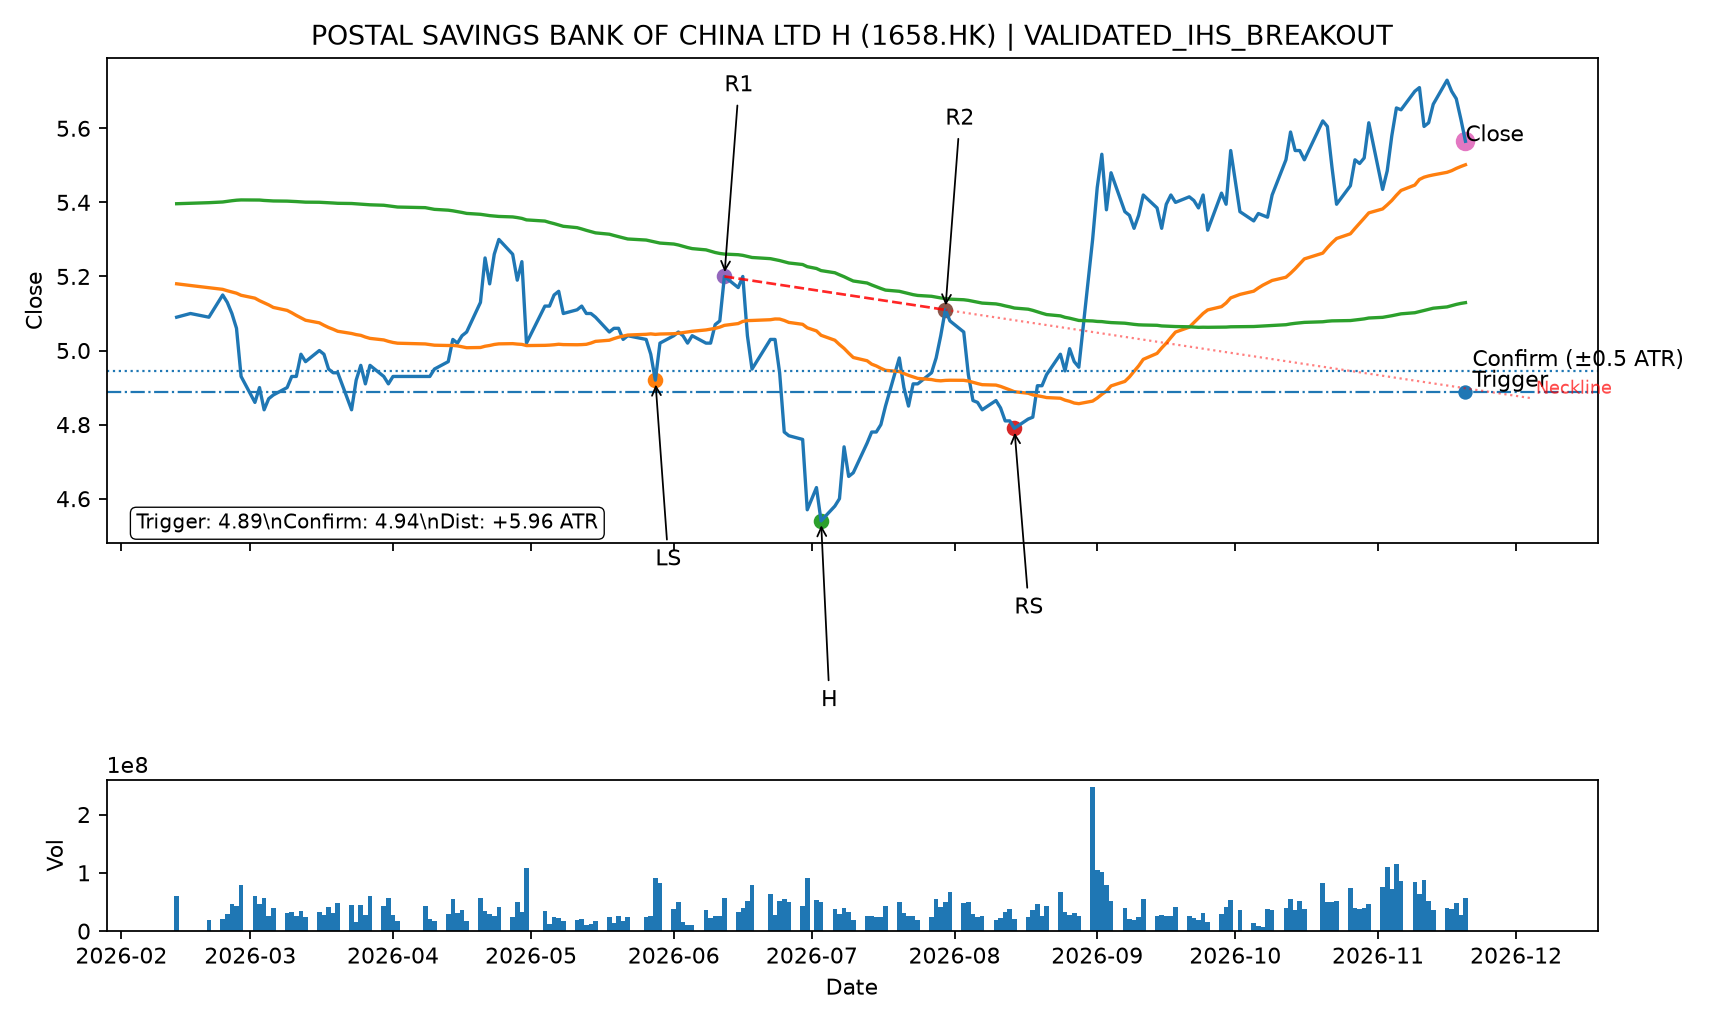 POSTAL SAVINGS BANK OF CHINA LTD H (1658.HK) | VALIDATED_IHS_BREAKOUT
R1
R2
Close
5.6
5.4
5.2
5.0
4.8
4.6
Close
Confirm (±0.5 ATR)
Trigger
Neckline
Trigger: 4.89\nConfirm: 4.94\nDist: +5.96 ATR
LS
RS
H
1e8
2
1
0
Vol
2026-02 2026-03 2026-04 2026-05 2026-06 2026-07 2026-08 2026-09 2026-10 2026-11 2026-12
Date